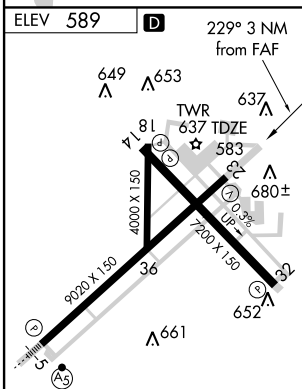 ELEV 589
D
229° 3 NM
from FAF
649
653
637
TWR
637
TDZE
583
18
14
P
P
23
V
0.3%
UP
680±
4000 X 150
7200 X 150
9020 X 150
36
32
P
652
P
5
A5
661